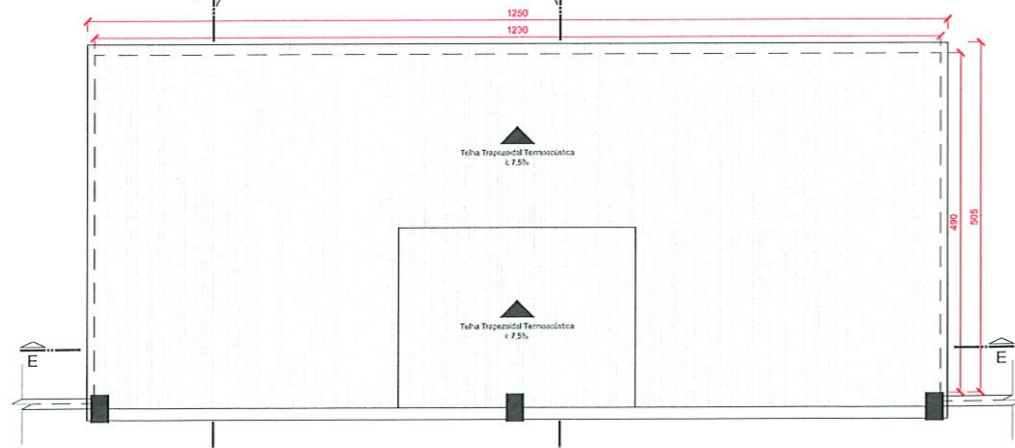 1250
1230
Telha Trapezoidal Termoacústica
i: 7,5%
490
505
Telha Trapezoidal Termoacústica
i: 7,5%
E
E